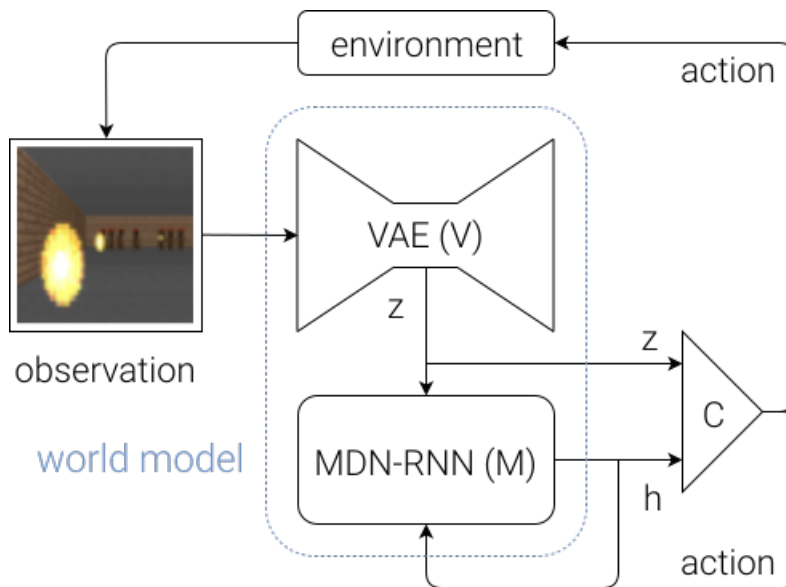 environment
action
VAE (V)
z
z
observation
C
world model
MDN-RNN (M)
h
action